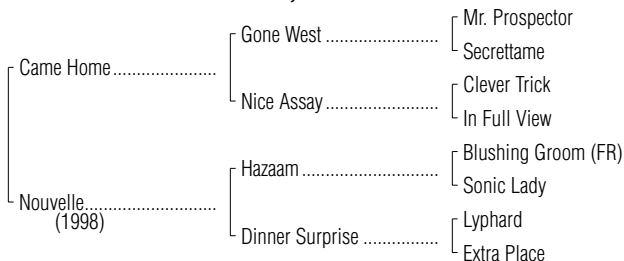 Mr. Prospector
Gone West .......................
Secrettame
Came Home .....................
Clever Trick
Nice Assay .......................
In Full View
Blushing Groom (FR)
Hazaam ............................
Sonic Lady
Nouvelle...........................
(1998)
Lyphard
Dinner Surprise ...............
Extra Place